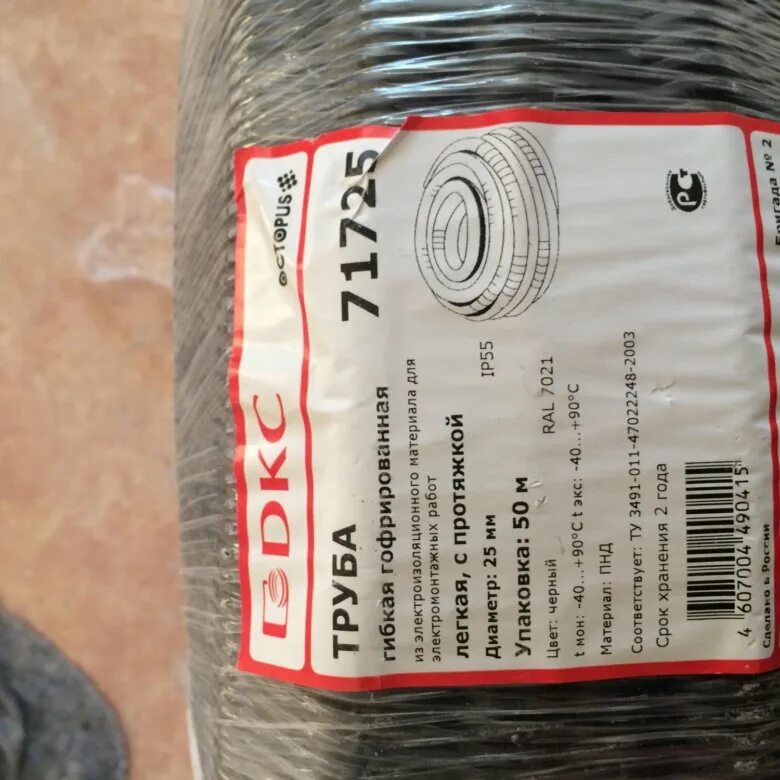 DKC
OCTOPUS
ТРУБА
71725
гибкая гофрированная
из электроизоляционного материала для
электромонтажных работ
легкая, с протяжкой
IP55
Диаметр: 25 мм
Упаковка: 50 м
Цвет: черный
RAL 7021
t мон: -40...+90°C t экс: -40...+90°C
Материал: ПНД
Соответствует: ТУ 3491-011-47022248-2003
Срок хранения 2 года
4 607004 490415
Сделано в России
РСТ
Бригада № 2